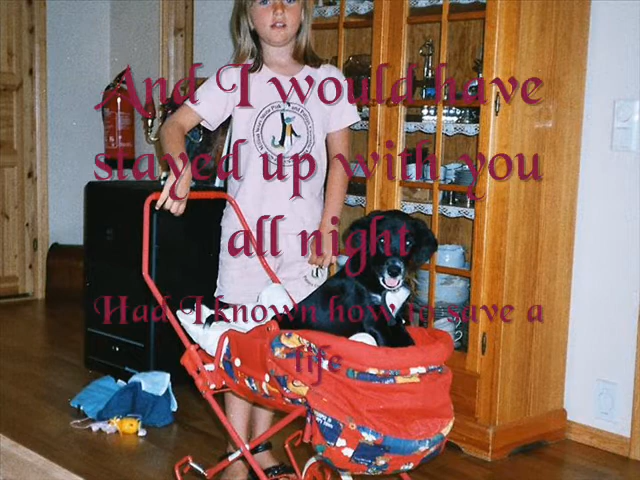 And I would have
stayed up with you
all night
Had I known how to save a
life